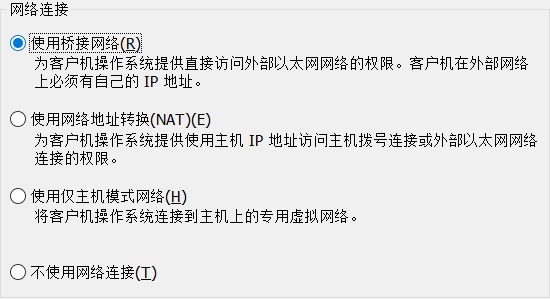 网络连接
使用桥接网络(R)
为客户机操作系统提供直接访问外部以太网网络的权限。客户机在外部网络
上必须有自己的 IP 地址。
使用网络地址转换(NAT)(E)
为客户机操作系统提供使用主机 IP 地址访问主机拨号连接或外部以太网网络
连接的权限。
使用仅主机模式网络(H)
将客户机操作系统连接到主机上的专用虚拟网络。
不使用网络连接(T)